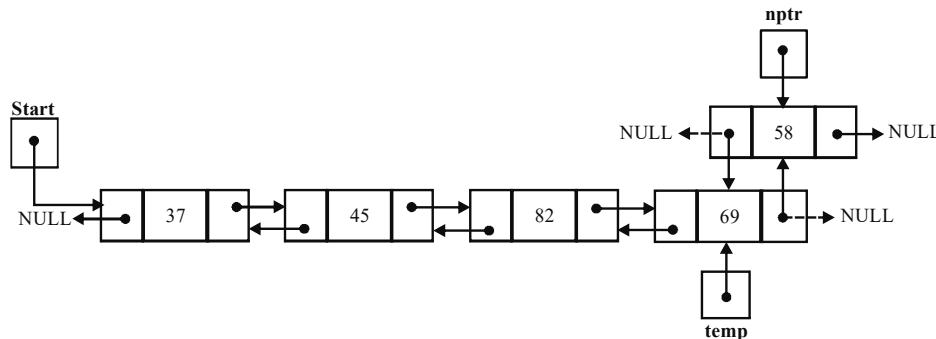 nptr
Start
NULL 58 NULL
NULL 37 45 82 69 NULL
temp